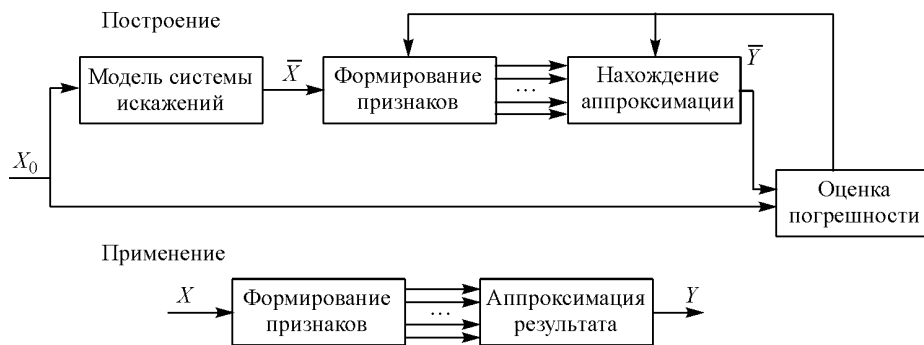 Построение
Модель системы
искажений
X̅
Формирование
признаков
...
Нахождение
аппроксимации
Y̅
X₀
Оценка
погрешности
Применение
X
Формирование
признаков
...
Аппроксимация
результата
Y